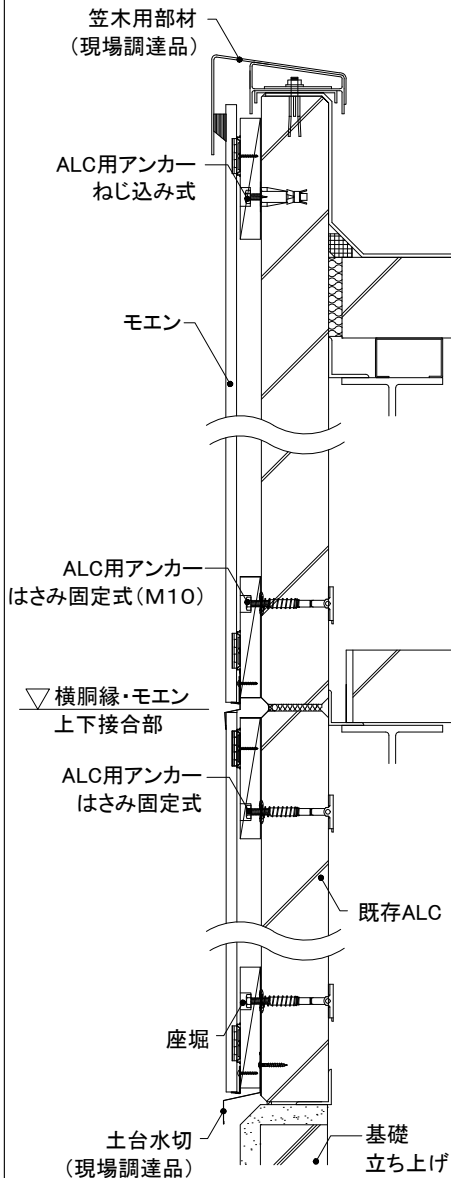 笠木用部材
（現場調達品）
ALC用アンカー
ねじ込み式
モエン
ALC用アンカー
はさみ固定式（M10）
▽ 横胴縁・モエン
上下接合部
ALC用アンカー
はさみ固定式
既存ALC
座堀
土台水切
（現場調達品）
基礎
立ち上げ